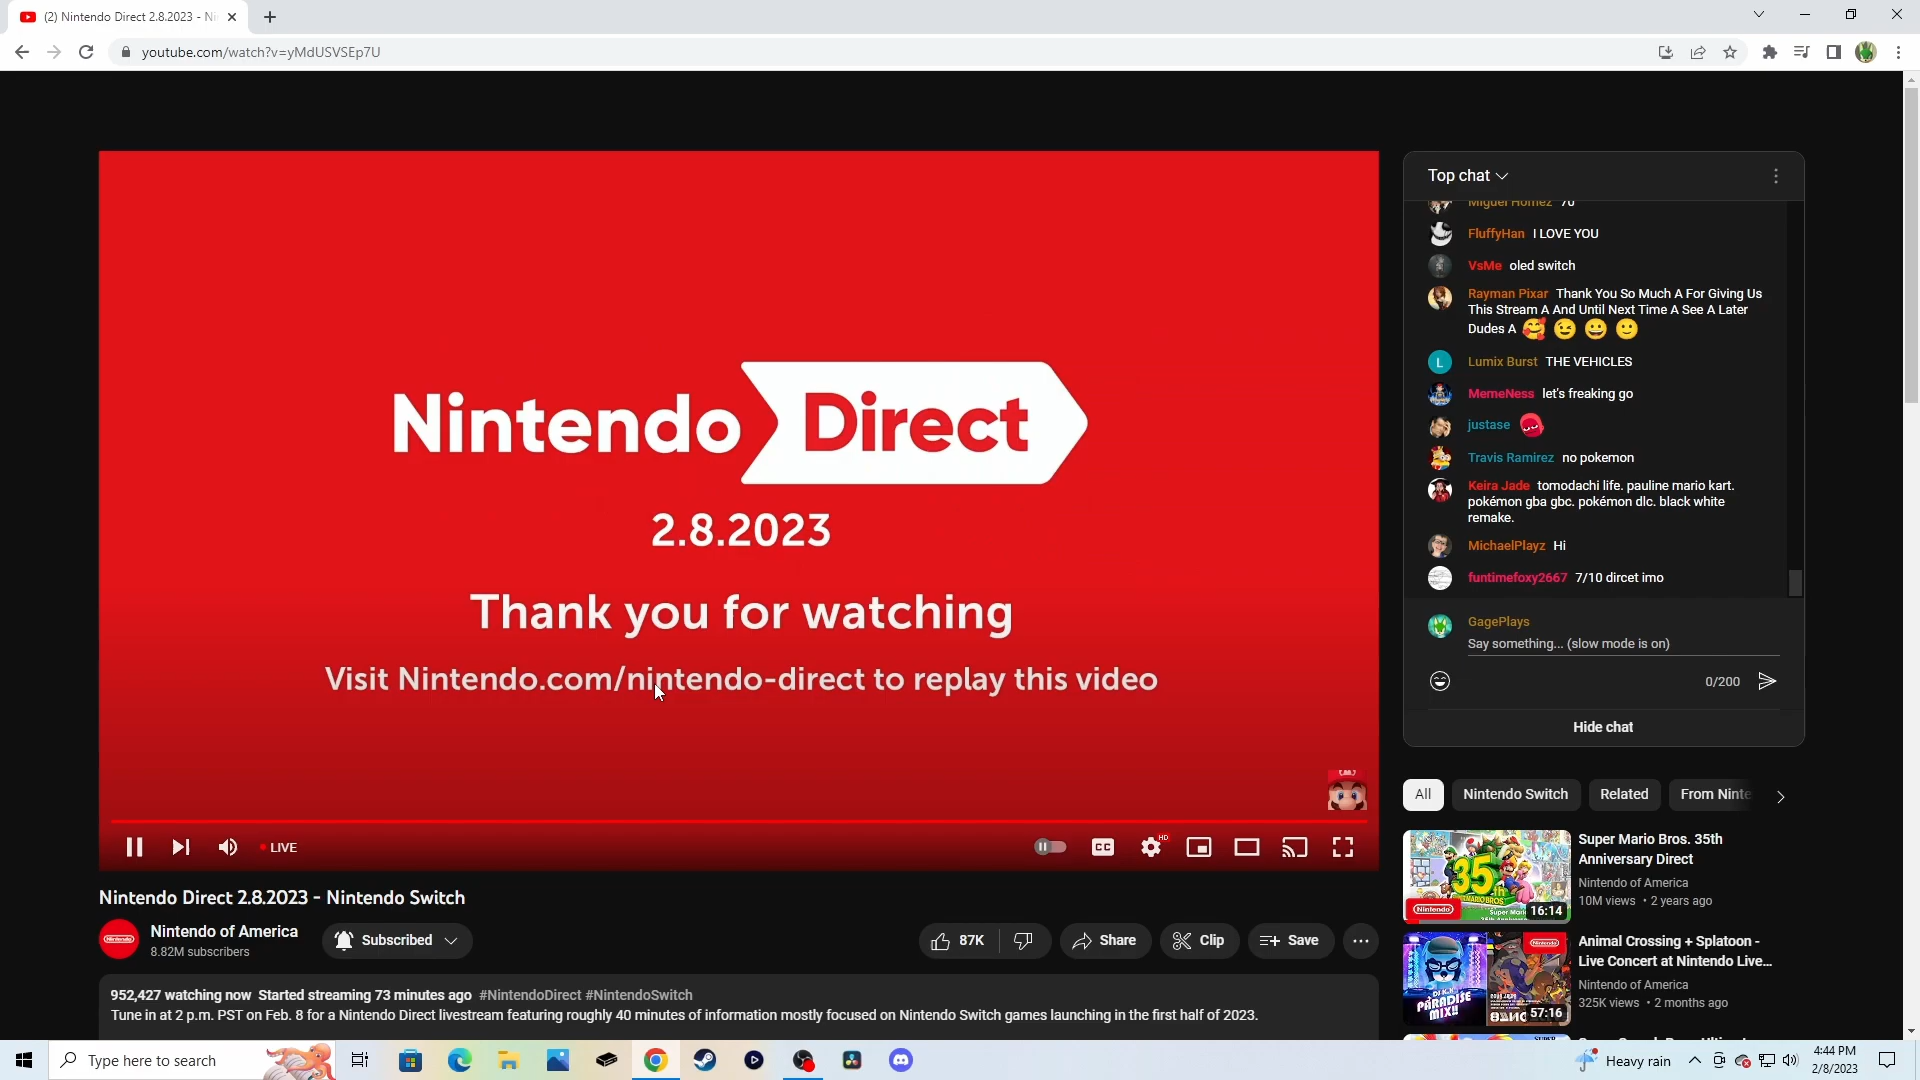 (2) Nintendo Direct 2.8.2023 - Ni
youtube.com/watch?v=yMdUSVSEp7U
Nintendo Direct
2.8.2023
Thank you for watching
Visit Nintendo.com/nintendo-direct to replay this video
LIVE
CC
HD
Nintendo Direct 2.8.2023 - Nintendo Switch
Nintendo of America
8.82M subscribers
Subscribed
87K
Share
Clip
Save
952,427 watching now Started streaming 73 minutes ago #NintendoDirect #NintendoSwitch
Tune in at 2 p.m. PST on Feb. 8 for a Nintendo Direct livestream featuring roughly 40 minutes of information mostly focused on Nintendo Switch games launching in the first half of 2023.
Top chat
Miguel Homez 70
FluffyHan I LOVE YOU
VsMe oled switch
Rayman Pixar Thank You So Much A For Giving Us
This Stream A And Until Next Time A See A Later
Dudes A 🥰 😉 😀 🙂
L
Lumix Burst THE VEHICLES
MemeNess let's freaking go
justase
Travis Ramirez no pokemon
Keira Jade tomodachi life. pauline mario kart.
pokémon gba gbc. pokémon dlc. black white
remake.
MichaelPlayz Hi
funtimefoxy2667 7/10 dircet imo
GagePlays
Say something... (slow mode is on)
0/200
Hide chat
All
Nintendo Switch
Related
From Ninte
35th
Nintendo
16:14
Super Mario Bros. 35th
Anniversary Direct
Nintendo of America
10M views • 2 years ago
Nintendo
DJ K.K.
PARADISE
MIX!!
57:16
Animal Crossing + Splatoon -
Live Concert at Nintendo Live...
Nintendo of America
325K views • 2 months ago
Type here to search
Heavy rain
4:44 PM
2/8/2023